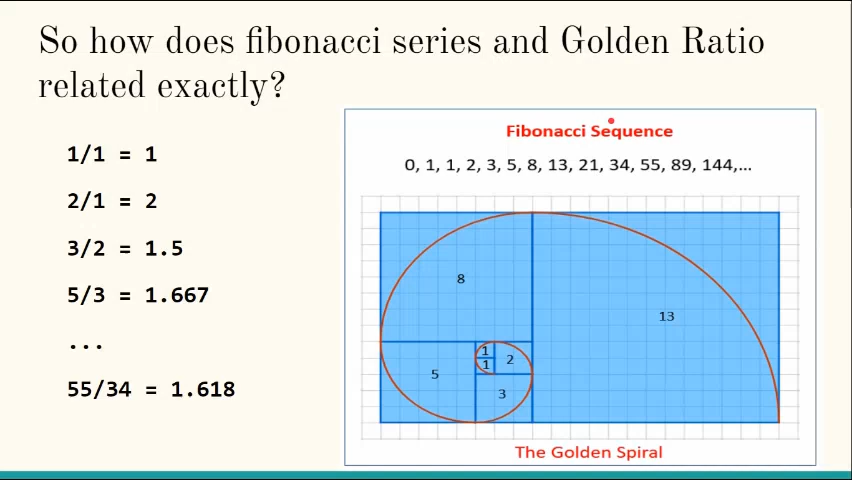 So how does fibonacci series and Golden Ratio
related exactly?
1/1 = 1
2/1 = 2
3/2 = 1.5
5/3 = 1.667
...
55/34 = 1.618
Fibonacci Sequence
0, 1, 1, 2, 3, 5, 8, 13, 21, 34, 55, 89, 144,...
8
13
1
2
1
5
3
The Golden Spiral